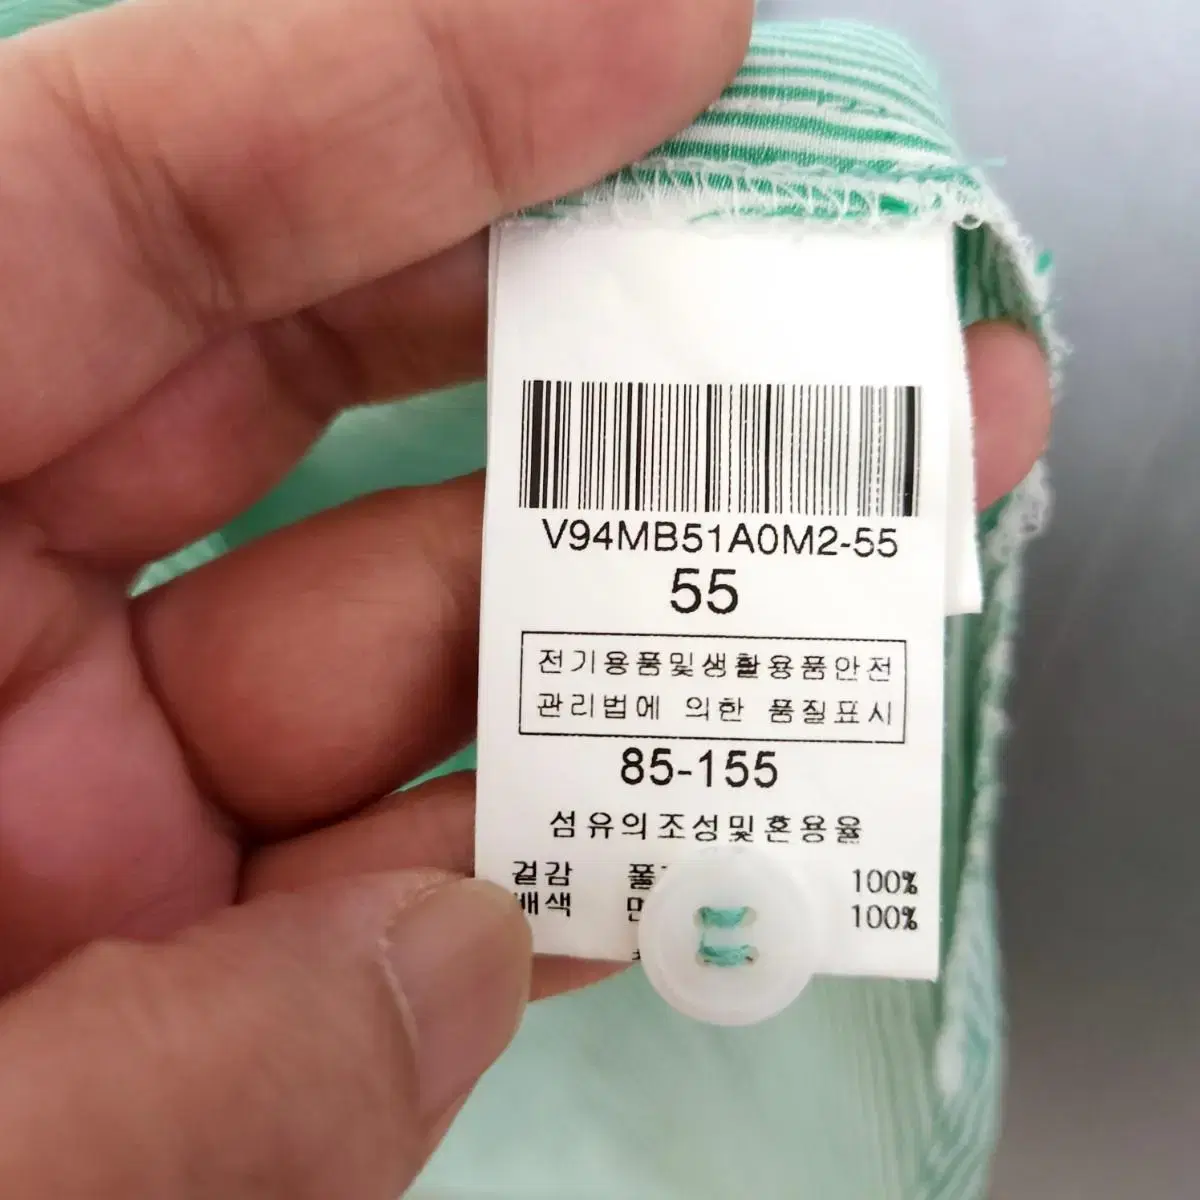 V94MB51A0M2-55
55
전기용품및생활용품안전
관리법에 의한 품질표시
85-155
섬유의조성및혼용율
겉감 100%
배색 100%